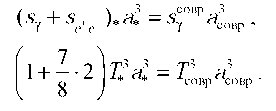 (s_γ + s_{e^+e^-})_* a_*^3 = s_γ^{совр} a_{совр}^3 ,
(1 + 7/8 · 2) T_*^3 a_*^3 = T_{совр}^3 a_{совр}^3 .